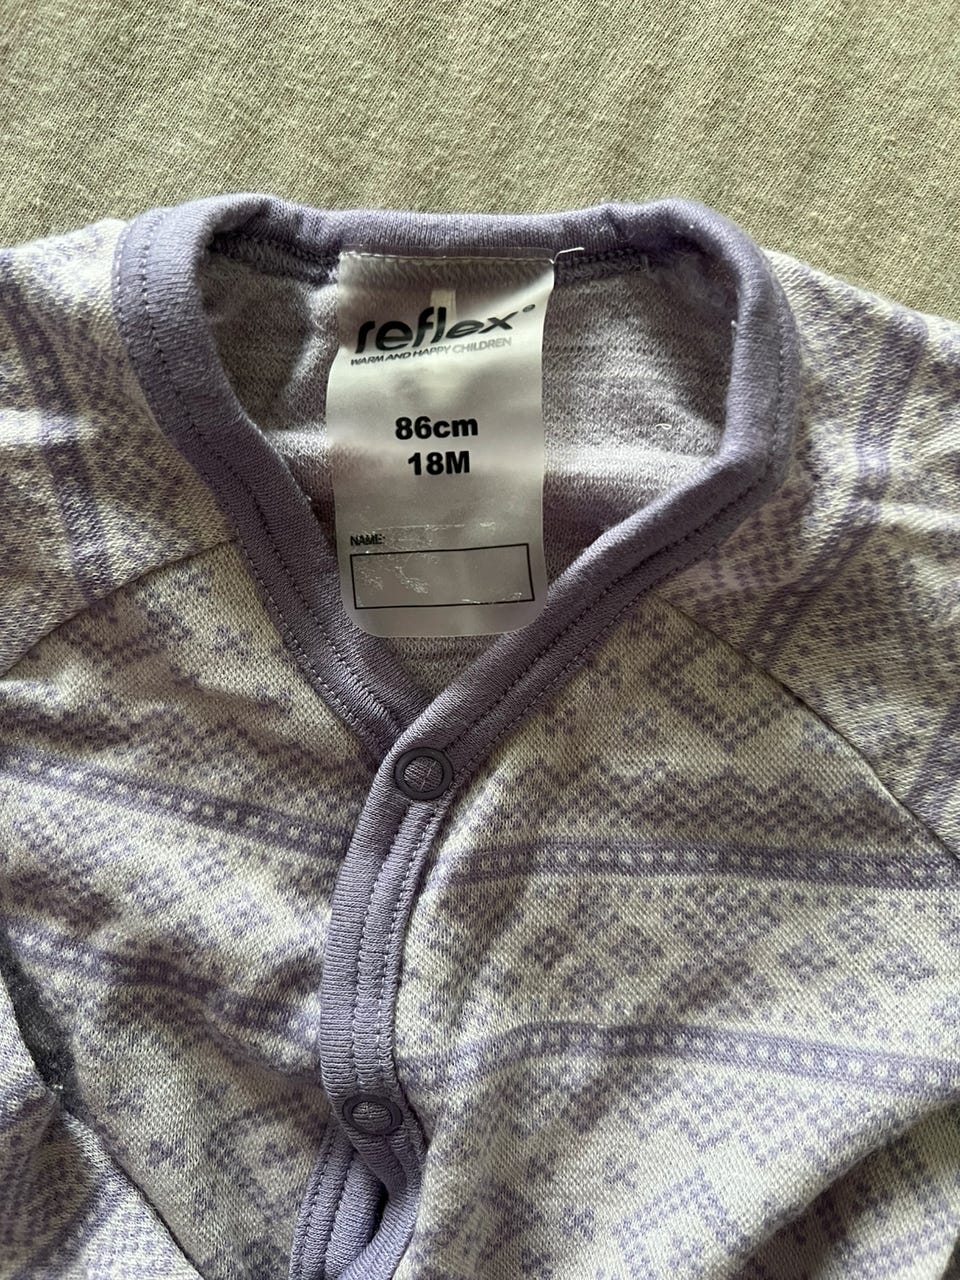 reflex®
WARM AND HAPPY CHILDREN
86cm
18M
NAME: